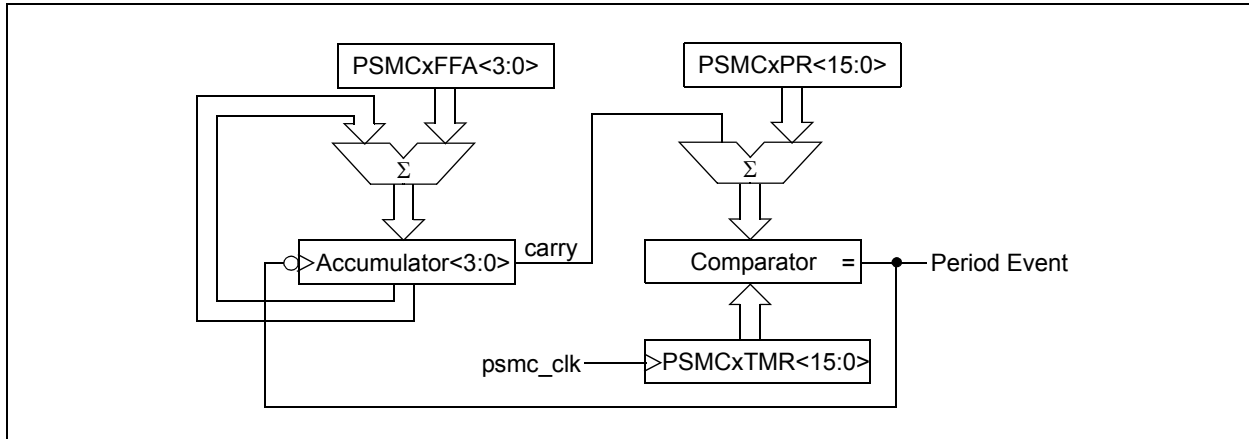 PSMCxFFA<3:0>
PSMCxPR<15:0>
Σ
Σ
carry
Accumulator<3:0>
Comparator =
Period Event
psmc_clk
PSMCxTMR<15:0>